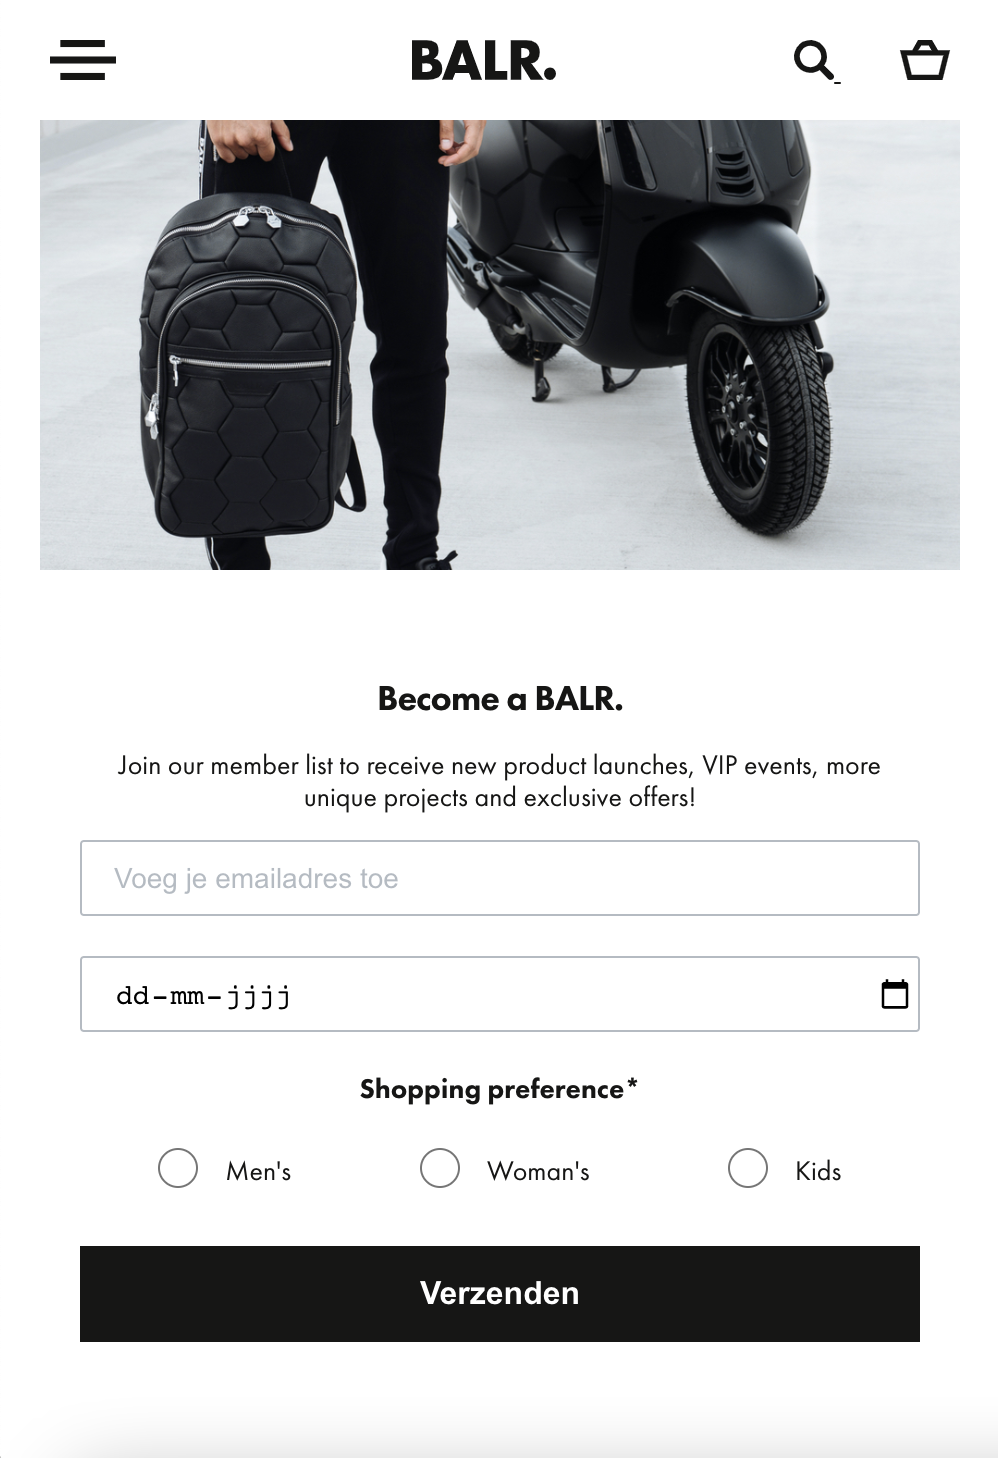 BALR.
Become a BALR.
Join our member list to receive new product launches, VIP events, more
unique projects and exclusive offers!
Voeg je emailadres toe
dd-mm-jjjj
Shopping preference*
Men's
Woman's
Kids
Verzenden